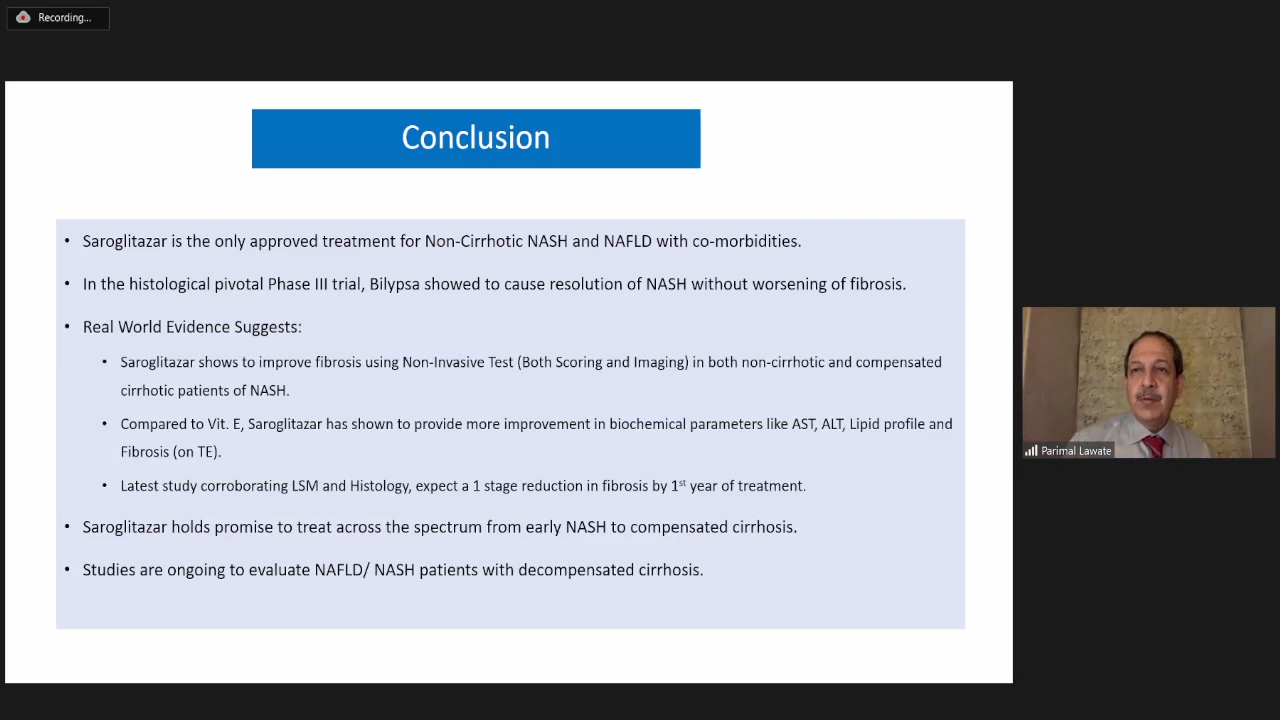 Recording...
Conclusion
• Saroglitazar is the only approved treatment for Non-Cirrhotic NASH and NAFLD with co-morbidities.
• In the histological pivotal Phase III trial, Bilypsa showed to cause resolution of NASH without worsening of fibrosis.
• Real World Evidence Suggests:
• Saroglitazar shows to improve fibrosis using Non-Invasive Test (Both Scoring and Imaging) in both non-cirrhotic and compensated
cirrhotic patients of NASH.
• Compared to Vit. E, Saroglitazar has shown to provide more improvement in biochemical parameters like AST, ALT, Lipid profile and
Fibrosis (on TE).
• Latest study corroborating LSM and Histology, expect a 1 stage reduction in fibrosis by 1st year of treatment.
• Saroglitazar holds promise to treat across the spectrum from early NASH to compensated cirrhosis.
• Studies are ongoing to evaluate NAFLD/ NASH patients with decompensated cirrhosis.
Parimal Lawate